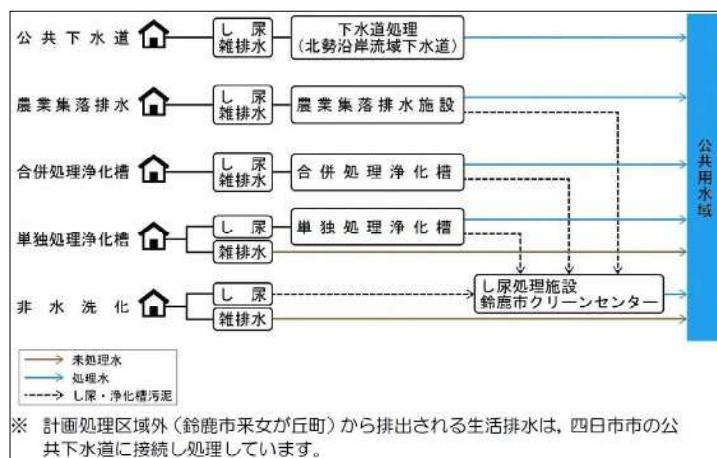 公共下水道
し尿
雑排水
下水道処理
(北勢沿岸流域下水道)
農業集落排水
し尿
雑排水
農業集落排水施設
合併処理浄化槽
し尿
雑排水
合併処理浄化槽
単独処理浄化槽
し尿
雑排水
単独処理浄化槽
非水洗化
し尿
雑排水
し尿処理施設
鈴鹿市クリーンセンター
公共用水域
未処理水
処理水
し尿・浄化槽汚泥
※ 計画処理区域外(鈴鹿市采女が丘町)から排出される生活排水は,四日市市の公
共下水道に接続し処理しています。